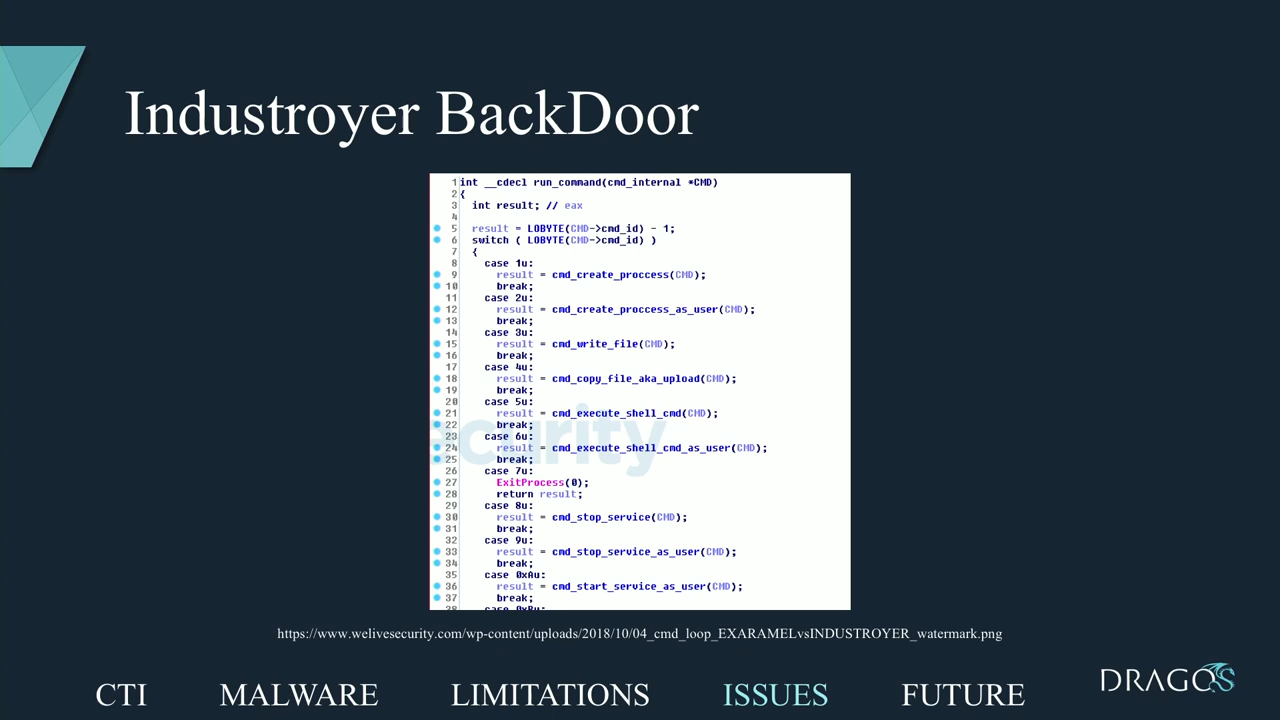 Industroyer BackDoor
1 int __cdecl run_command(cmd_internal *CMD)
2 {
3 int result; // eax
4
5 result = LOBYTE(CMD->cmd_id) - 1;
6 switch ( LOBYTE(CMD->cmd_id) )
7 {
8 case 1u:
9 result = cmd_create_proccess(CMD);
10 break;
11 case 2u:
12 result = cmd_create_proccess_as_user(CMD);
13 break;
14 case 3u:
15 result = cmd_write_file(CMD);
16 break;
17 case 4u:
18 result = cmd_copy_file_aka_upload(CMD);
19 break;
20 case 5u:
21 result = cmd_execute_shell_cmd(CMD);
22 break;
23 case 6u:
24 result = cmd_execute_shell_cmd_as_user(CMD);
25 break;
26 case 7u:
27 ExitProcess(0);
28 return result;
29 case 8u:
30 result = cmd_stop_service(CMD);
31 break;
32 case 9u:
33 result = cmd_stop_service_as_user(CMD);
34 break;
35 case 0xAu:
36 result = cmd_start_service_as_user(CMD);
37 break;
38 case 0xBu:
ecurity
https://www.welivesecurity.com/wp-content/uploads/2018/10/04_cmd_loop_EXARAMELvsINDUSTROYER_watermark.png
CTI MALWARE LIMITATIONS ISSUES FUTURE
DRAGOS